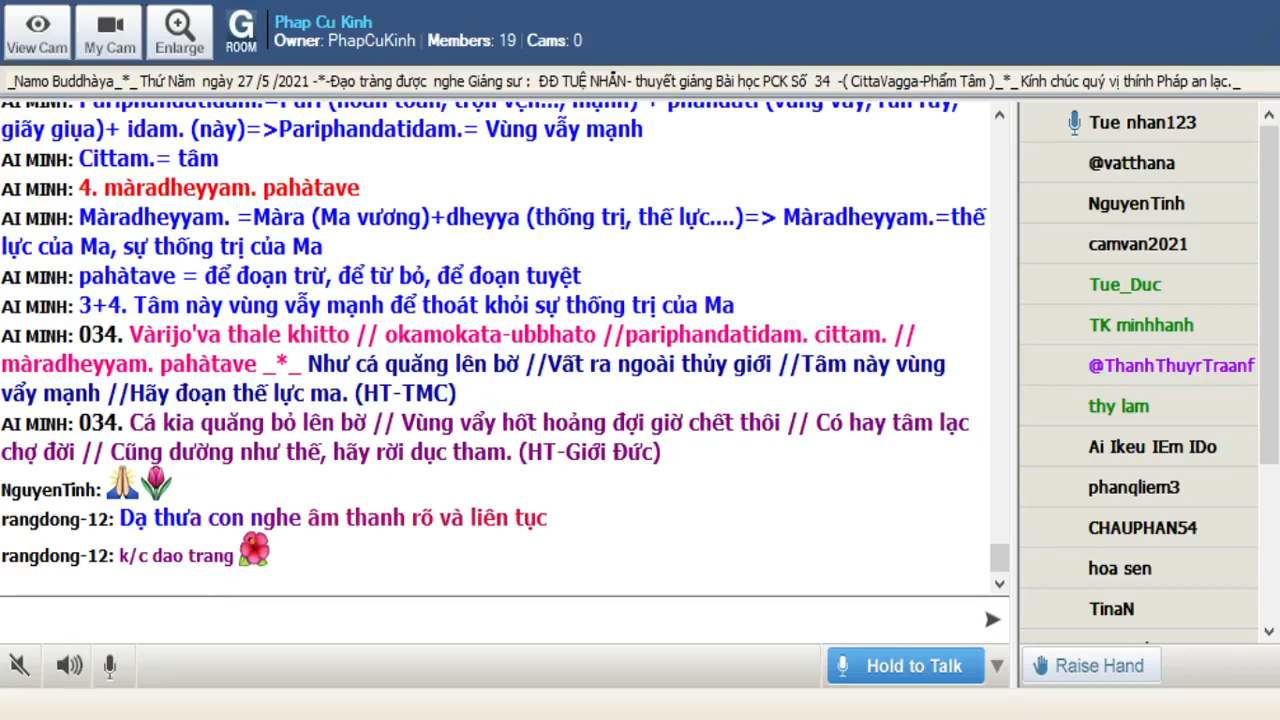 View Cam
My Cam
Enlarge
G
ROOM
Phap Cu Kinh
Owner: PhapCuKinh | Members: 19 | Cams: 0
_Namo Buddhàya_*_ Thứ Năm ngày 27 /5 /2021 -*-Đạo tràng được nghe Giảng sư : ĐĐ TUỆ NHẪN- thuyết giảng Bài học PCK Số 34 -( CittaVagga-Phẩm Tâm )_*_Kính chúc quý vị thính Pháp an lạc._
giãy giụa)+ idam. (này)=>Pariphandatidam.= Vùng vẫy mạnh
AI MINH: Cittam.= tâm
AI MINH: 4. màradheyyam. pahàtave
AI MINH: Màradheyyam. =Màra (Ma vương)+dheyya (thống trị, thế lực....)=> Màradheyyam.=thế
lực của Ma, sự thống trị của Ma
AI MINH: pahàtave = để đoạn trừ, để từ bỏ, để đoạn tuyệt
AI MINH: 3+4. Tâm này vùng vẫy mạnh để thoát khỏi sự thống trị của Ma
AI MINH: 034. Vàrijo'va thale khitto // okamokata-ubbhato //pariphandatidam. cittam. //
màradheyyam. pahàtave _*_ Như cá quăng lên bờ //Vất ra ngoài thủy giới //Tâm này vùng
vẩy mạnh //Hãy đoạn thế lực ma. (HT-TMC)
AI MINH: 034. Cá kia quăng bỏ lên bờ // Vùng vẩy hốt hoảng đợi giờ chết thôi // Có hay tâm lạc
chợ đời // Cũng dường như thế, hãy rời dục tham. (HT-Giới Đức)
NguyenTinh:
rangdong-12: Dạ thưa con nghe âm thanh rõ và liên tục
rangdong-12: k/c dao trang
Hold to Talk
Tue nhan123
@vatthana
NguyenTinh
camvan2021
Tue_Duc
TK minhhanh
@ThanhThuyrTraanf
thy lam
Ai Ikeu IEm IDo
phanqliem3
CHAUPHAN54
hoa sen
TinaN
Raise Hand